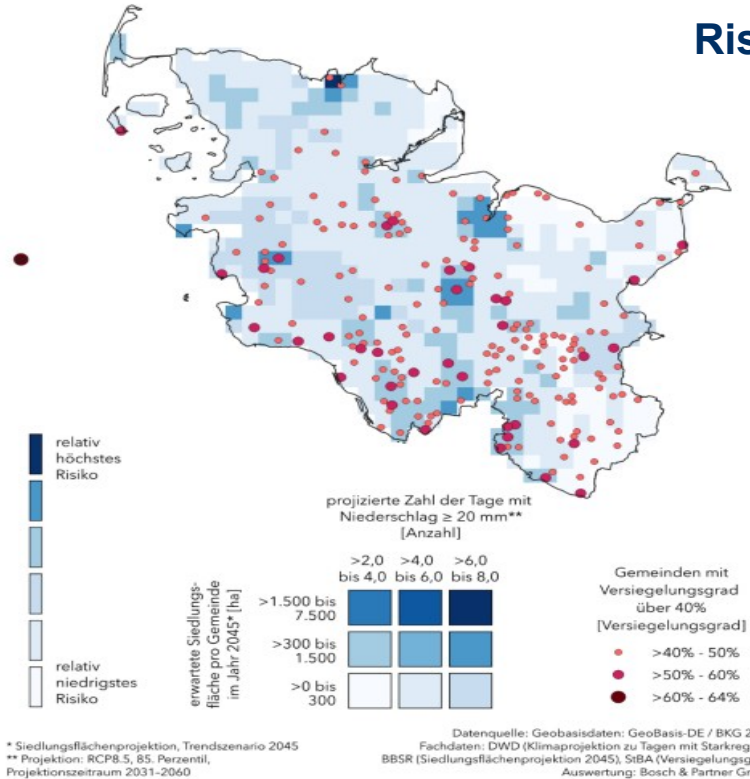 Ris
relativ
höchstes
Risiko
relativ
niedrigstes
Risiko
projizierte Zahl der Tage mit
Niederschlag ≥ 20 mm**
[Anzahl]
>2,0 >4,0 >6,0
bis 4,0 bis 6,0 bis 8,0
erwartete Siedlungs-
fläche pro Gemeinde
im Jahr 2045* [ha]
>1.500 bis
7.500
>300 bis
1.500
>0 bis
300
Gemeinden mit
Versiegelungsgrad
über 40%
[Versiegelungsgrad]
>40% - 50%
>50% - 60%
>60% - 64%
* Siedlungsflächenprojektion, Trendszenario 2045
** Projektion: RCP8.5, 85. Perzentil,
Projektionszeitraum 2031-2060
Datenquelle: Geobasisdaten: GeoBasis-DE / BKG 2
Fachdaten: DWD (Klimaprojektion zu Tagen mit Starkreg
BBSR (Siedlungsflächenprojektion 2045), StBA (Versiegelungsg
Auswertung: Bosch & Partner G